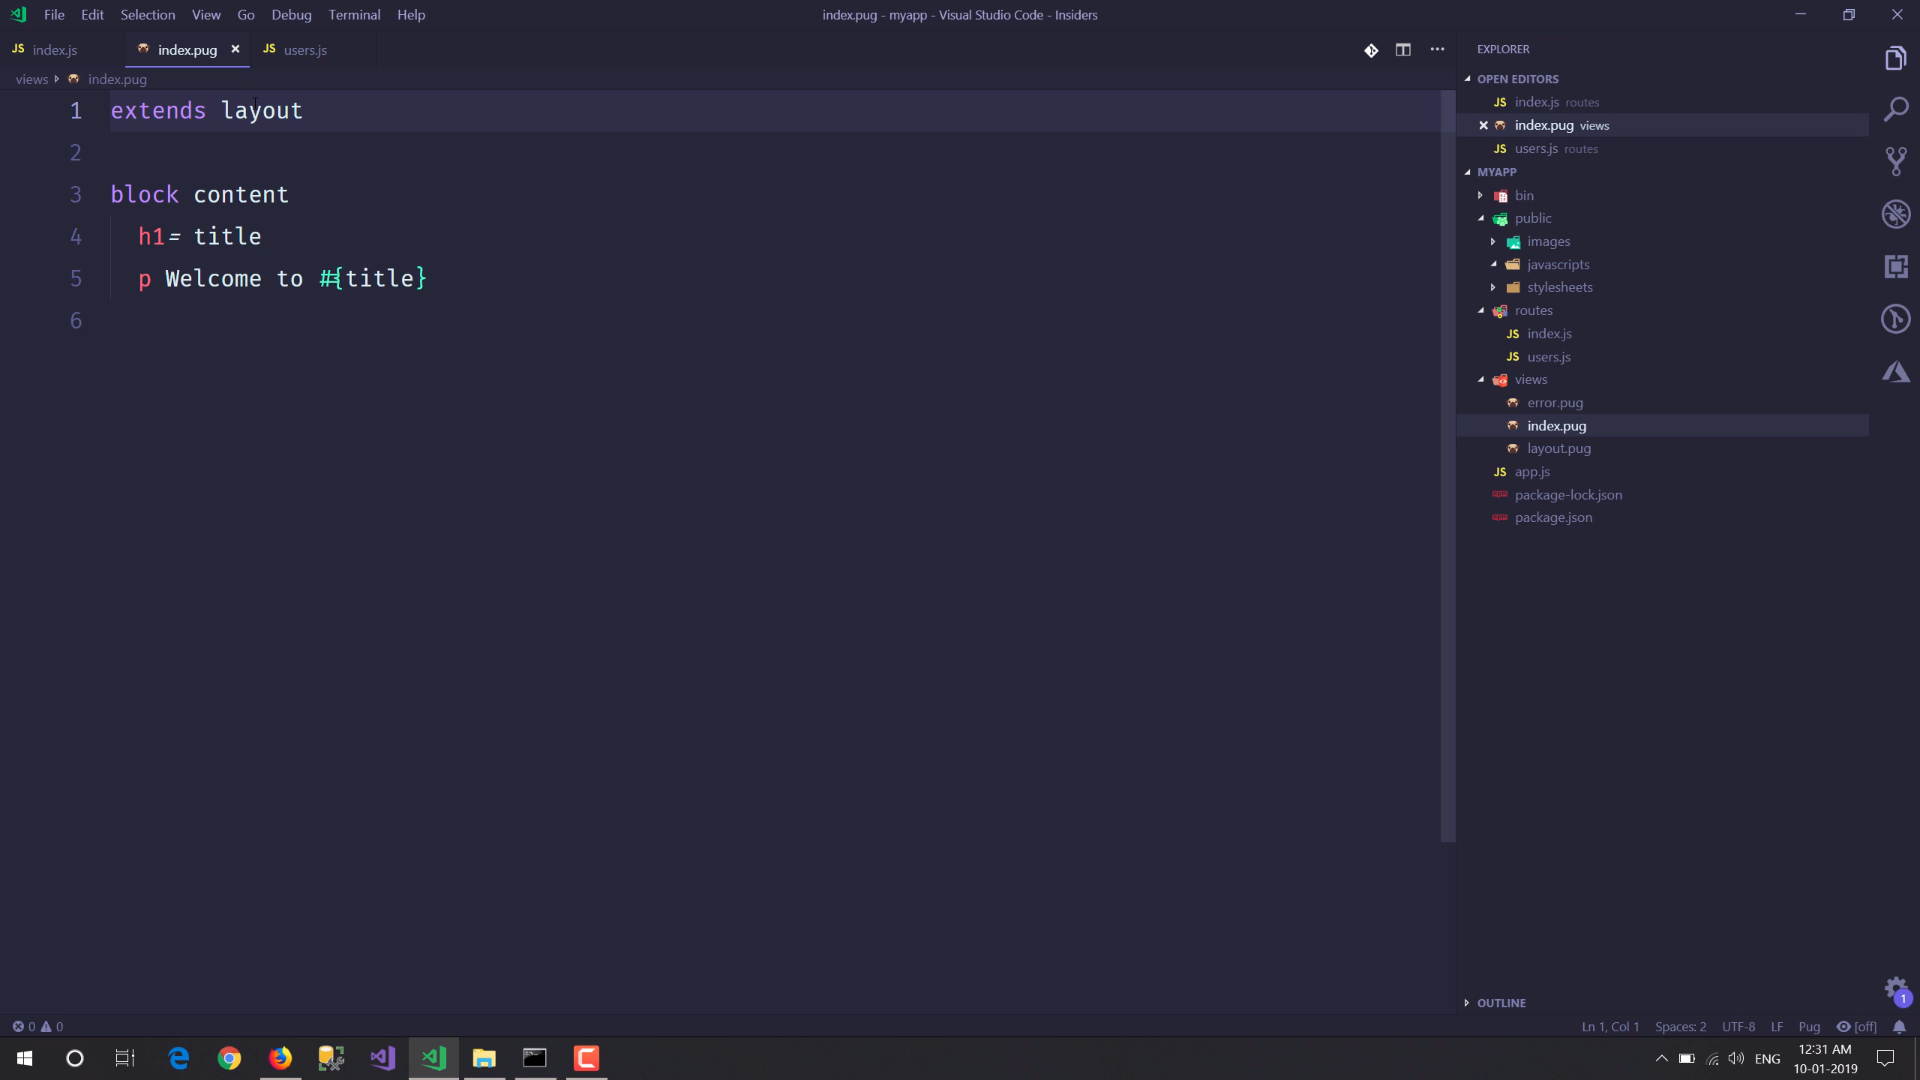 File Edit Selection View Go Debug Terminal Help
index.pug - myapp - Visual Studio Code - Insiders
JS index.js
index.pug
JS users.js
views index.pug
1 extends layout
2
3 block content
4 h1= title
5 p Welcome to #{title}
6
EXPLORER
OPEN EDITORS
JS index.js routes
index.pug views
JS users.js routes
MYAPP
bin
public
images
javascripts
stylesheets
routes
JS index.js
JS users.js
views
error.pug
index.pug
layout.pug
JS app.js
package-lock.json
package.json
OUTLINE
1
0 0
Ln 1, Col 1 Spaces: 2 UTF-8 LF Pug [off]
ENG
12:31 AM
10-01-2019